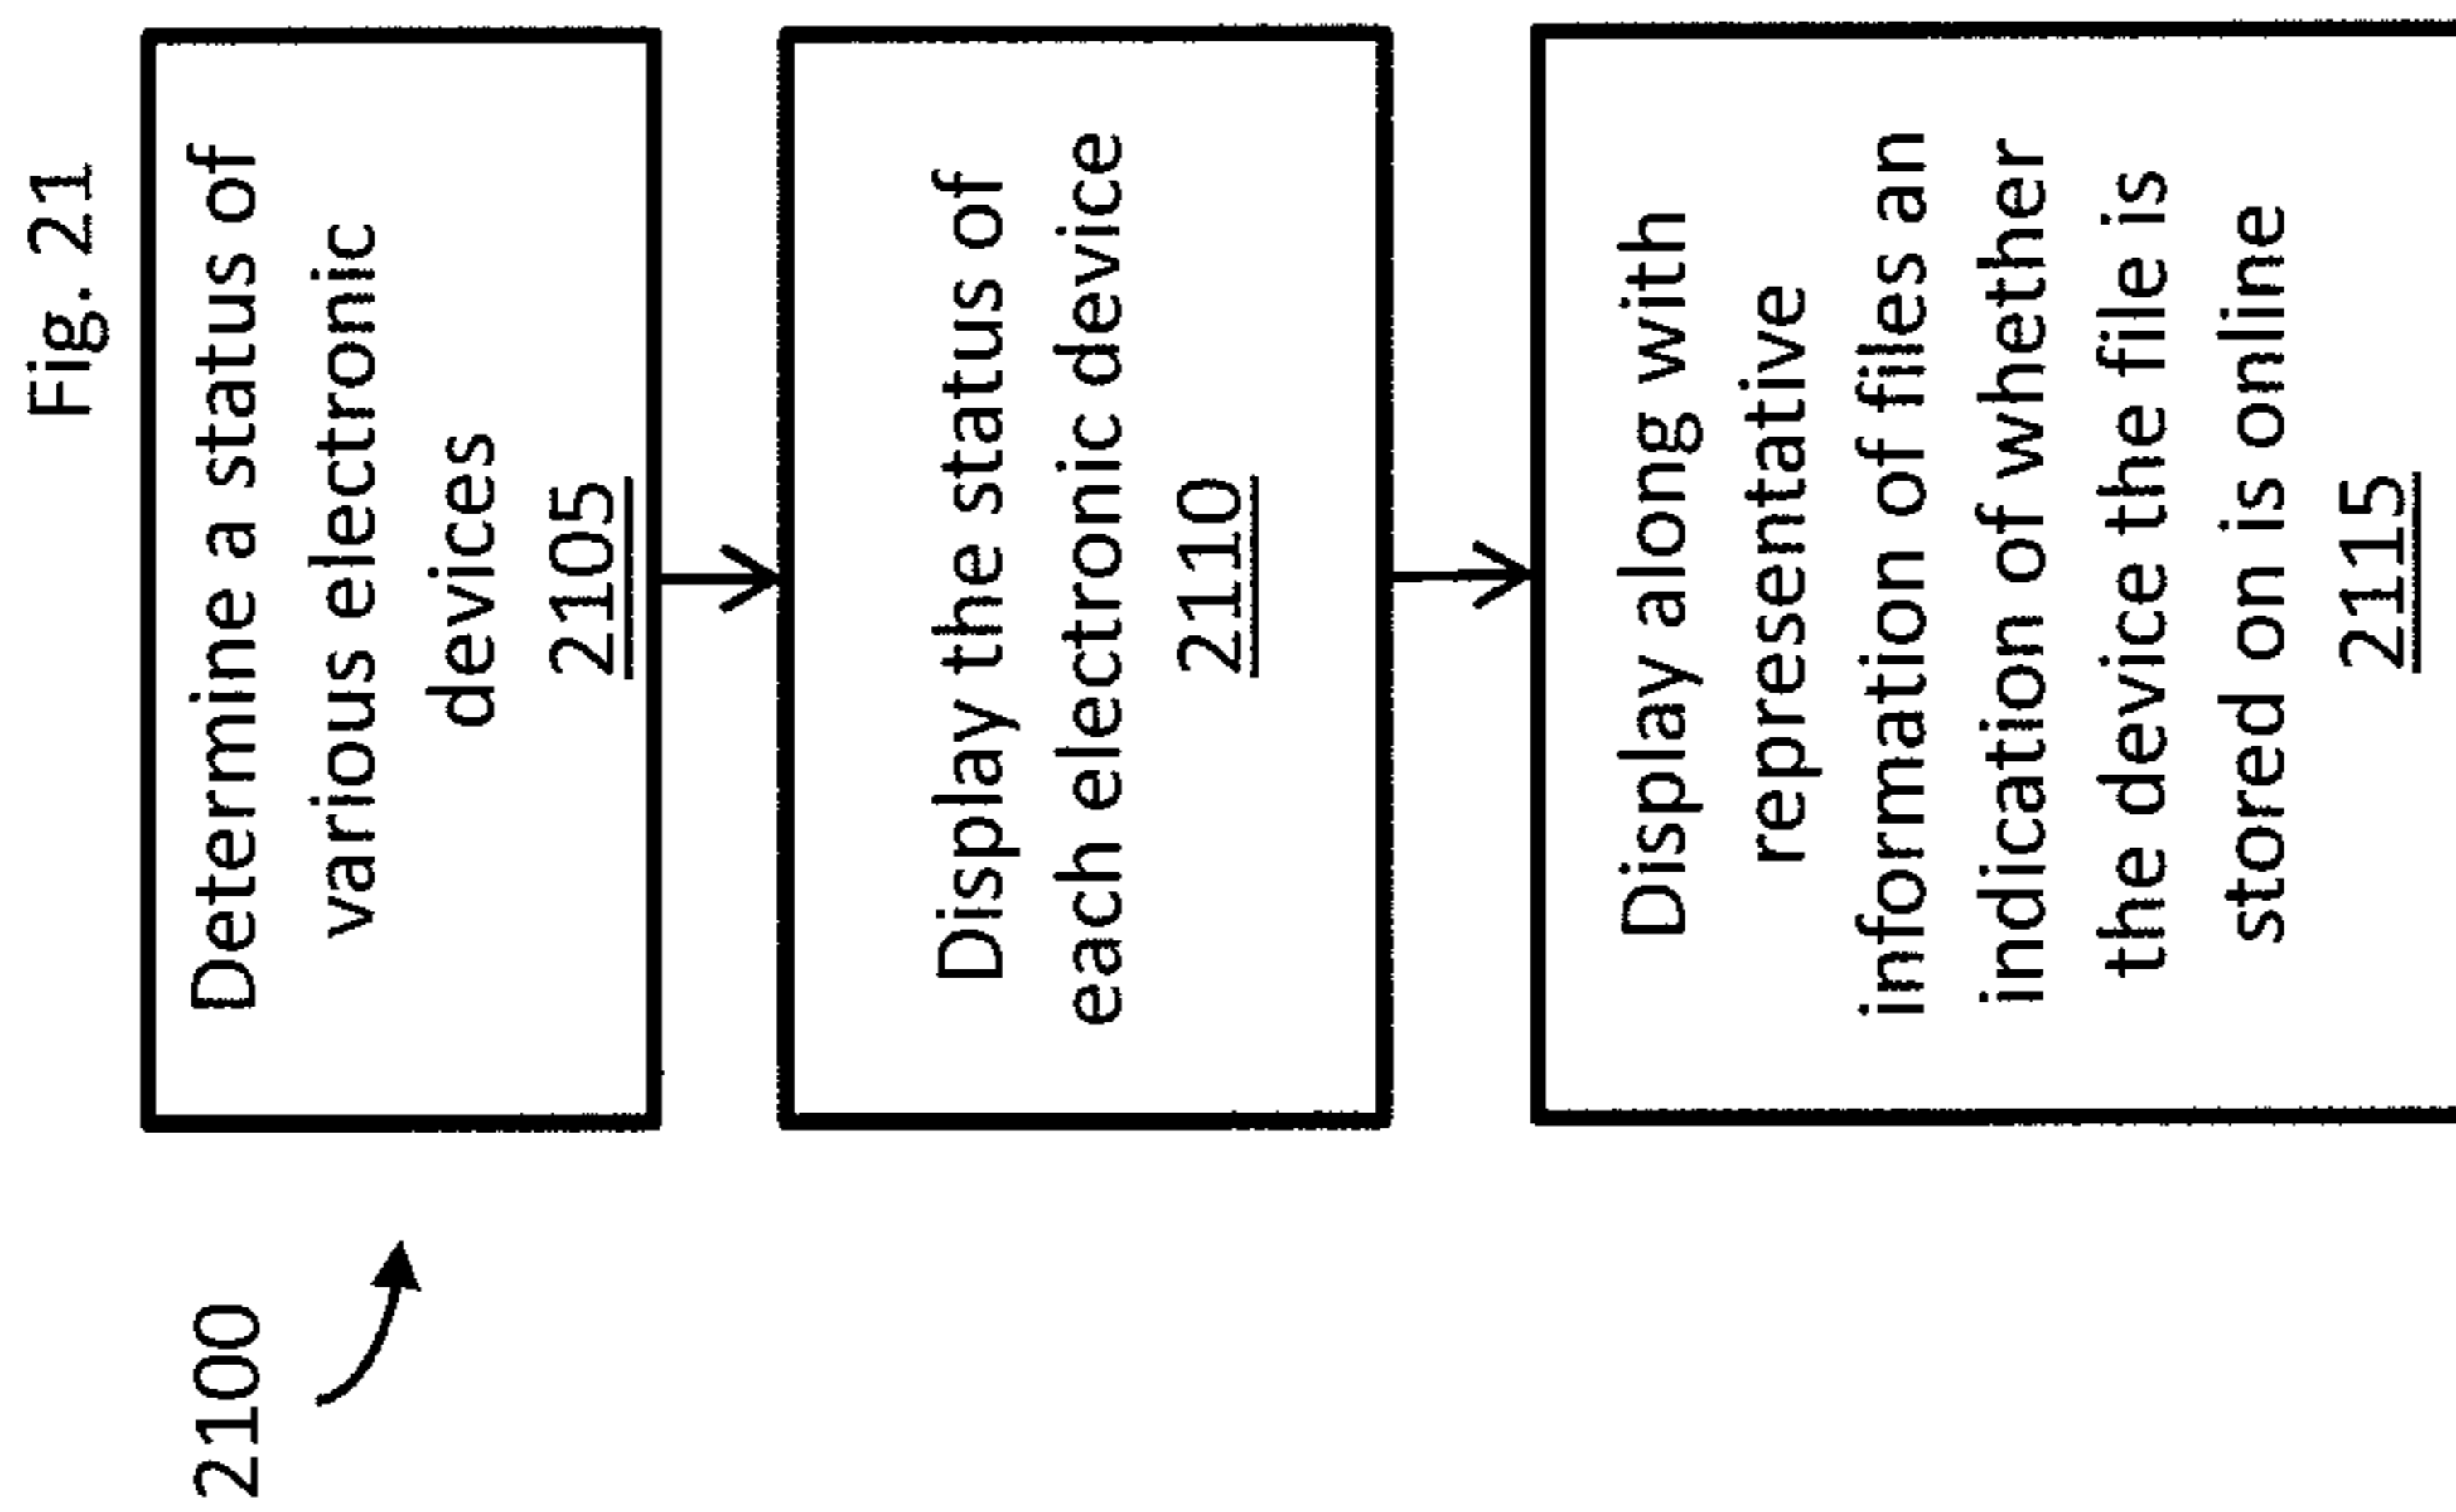 Fig. 21
2100
Determine a status of
various electronic
devices
2105
Display the status of
each electronic device
2110
Display along with
representative
information of files an
indication of whether
the device the file is
stored on is online
2115